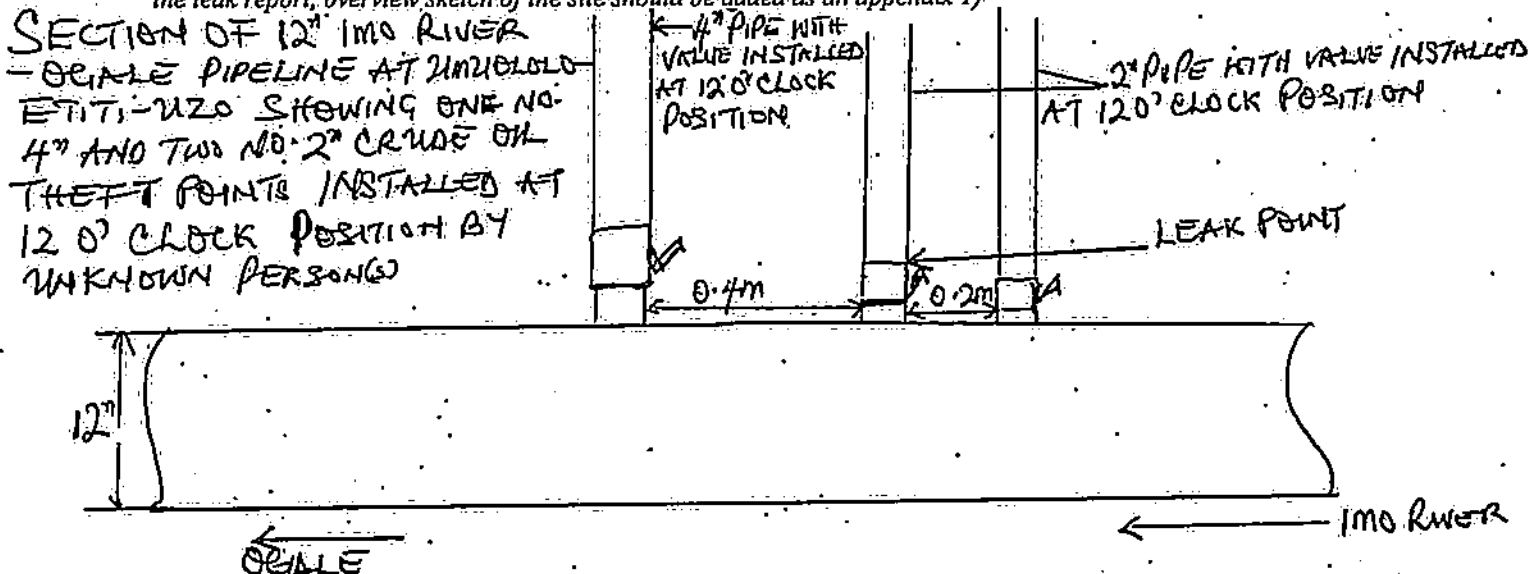 the leak report, overview sketch of the site should be added as an appendix 1)
SECTION OF 12" IMO RIVER
- OGALE PIPELINE AT UMUOLOLO
ETITI-UZO SHOWING ONE NO.
4" AND TWO NO. 2" CRUDE OIL
THEFT POINTS INSTALLED AT
12 O' CLOCK POSITION BY
UNKNOWN PERSON(S)
4" PIPE WITH
VALVE INSTALLED
AT 12 O' CLOCK
POSITION
2" PIPE WITH VALVE INSTALLED
AT 12 O' CLOCK POSITION
LEAK POINT
0.4m
0.2m
12"
IMO RIVER
OGALE